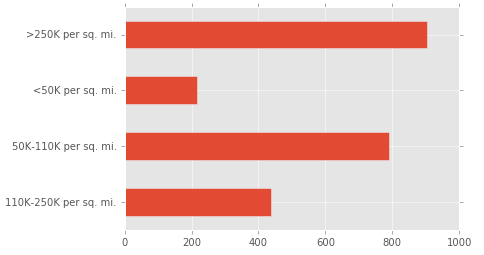 >250K per sq. mi.
<50K per sq. mi.
50K-110K per sq. mi.
110K-250K per sq. mi.
0 200 400 600 800 1000